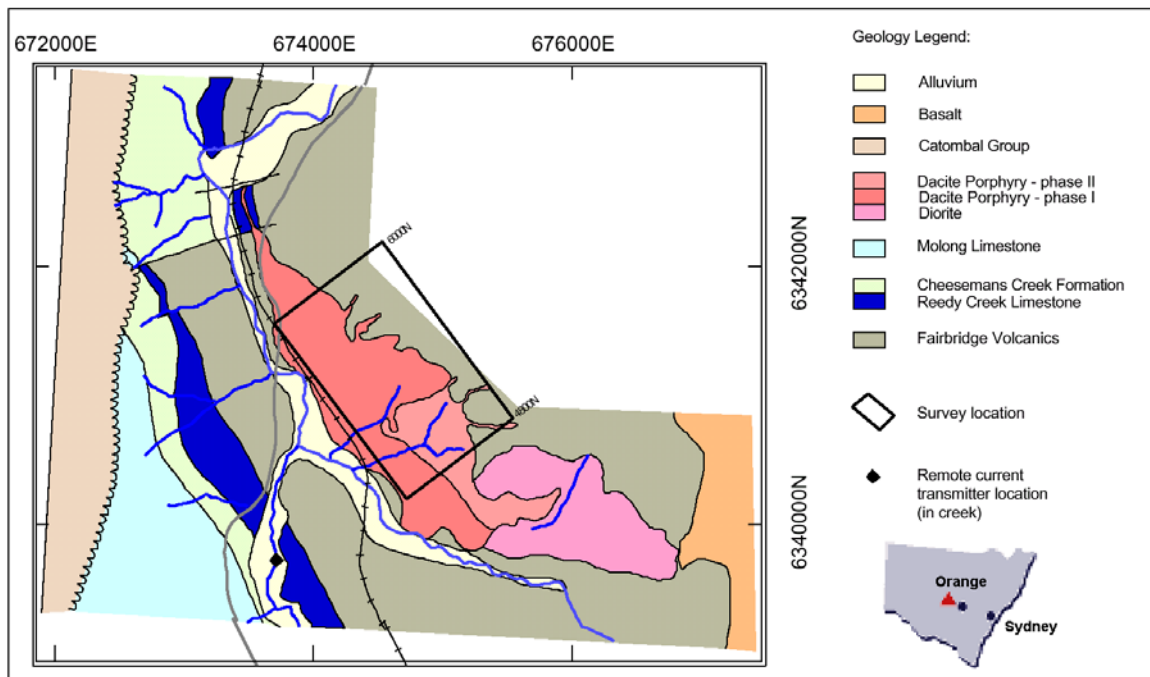 672000E
674000E
676000E
6342000N
6340000N
6000N
4800N
Geology Legend:
Alluvium
Basalt
Catombal Group
Dacite Porphyry - phase II
Dacite Porphyry - phase I
Diorite
Molong Limestone
Cheesemans Creek Formation
Reedy Creek Limestone
Fairbridge Volcanics
Survey location
Remote current
transmitter location
(in creek)
Orange
Sydney